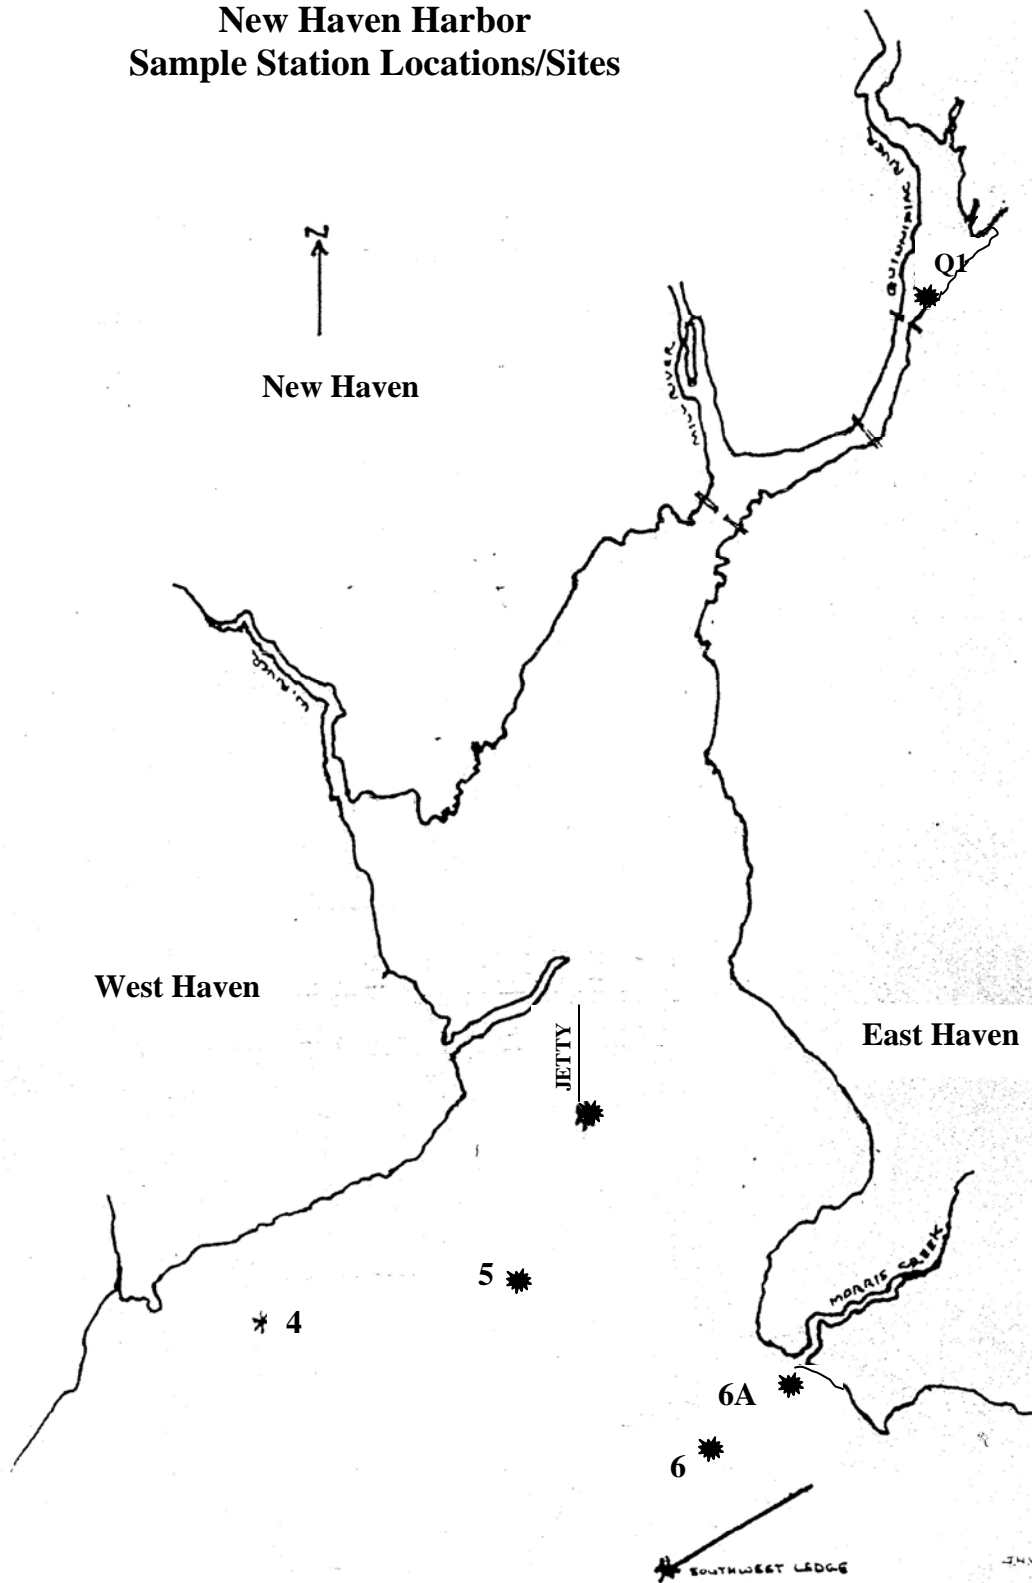 New Haven Harbor
Sample Station Locations/Sites
N
QUINNIPIAC RIVER
Q1
New Haven
MILL RIVER
W. RIVER
West Haven
East Haven
JETTY
MORRIS CREEK
5
4
6A
6
SOUTHWEST LEDGE